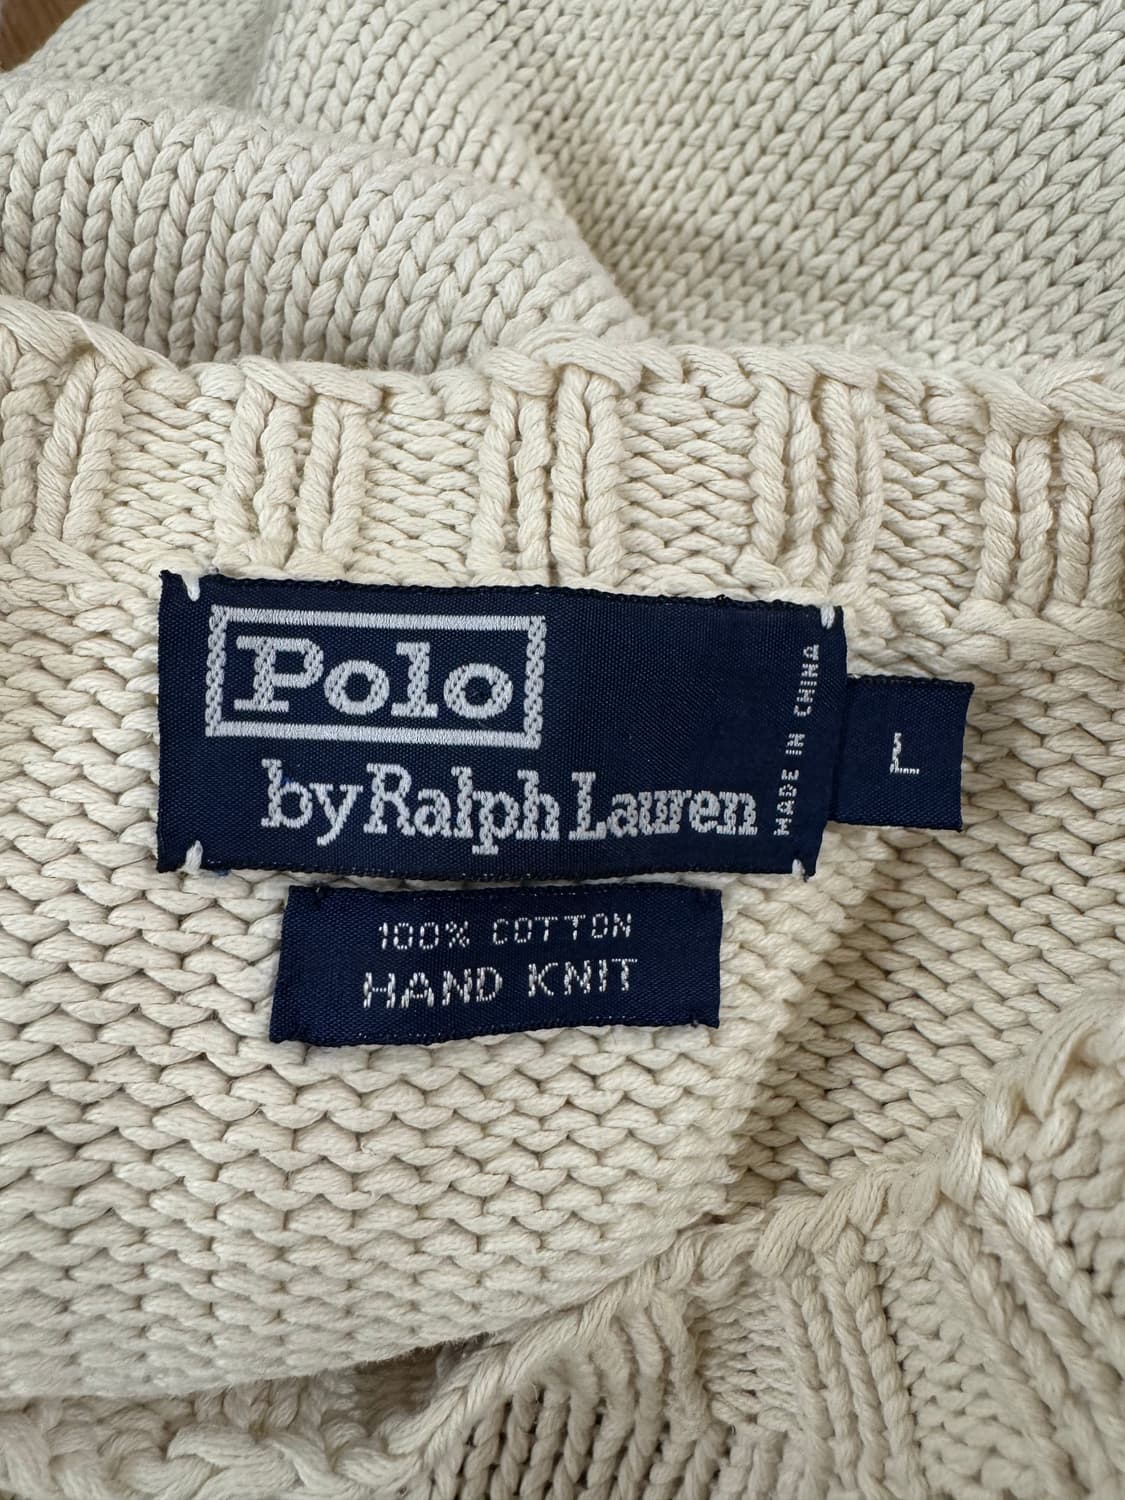 Polo
by Ralph Lauren
MADE IN CHINA
L
100% COTTON
HAND KNIT